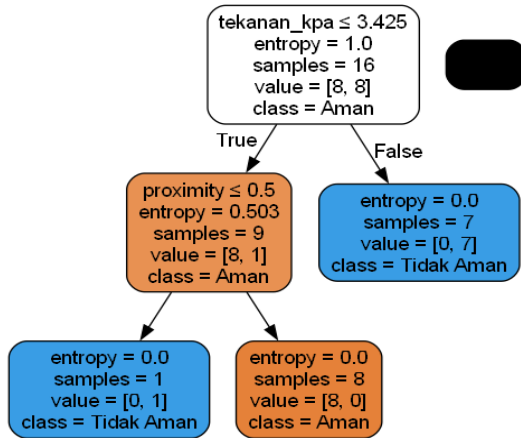 tekanan_kpa ≤ 3.425
entropy = 1.0
samples = 16
value = [8, 8]
class = Aman
True
False
proximity ≤ 0.5
entropy = 0.503
samples = 9
value = [8, 1]
class = Aman
entropy = 0.0
samples = 7
value = [0, 7]
class = Tidak Aman
entropy = 0.0
samples = 1
value = [0, 1]
class = Tidak Aman
entropy = 0.0
samples = 8
value = [8, 0]
class = Aman